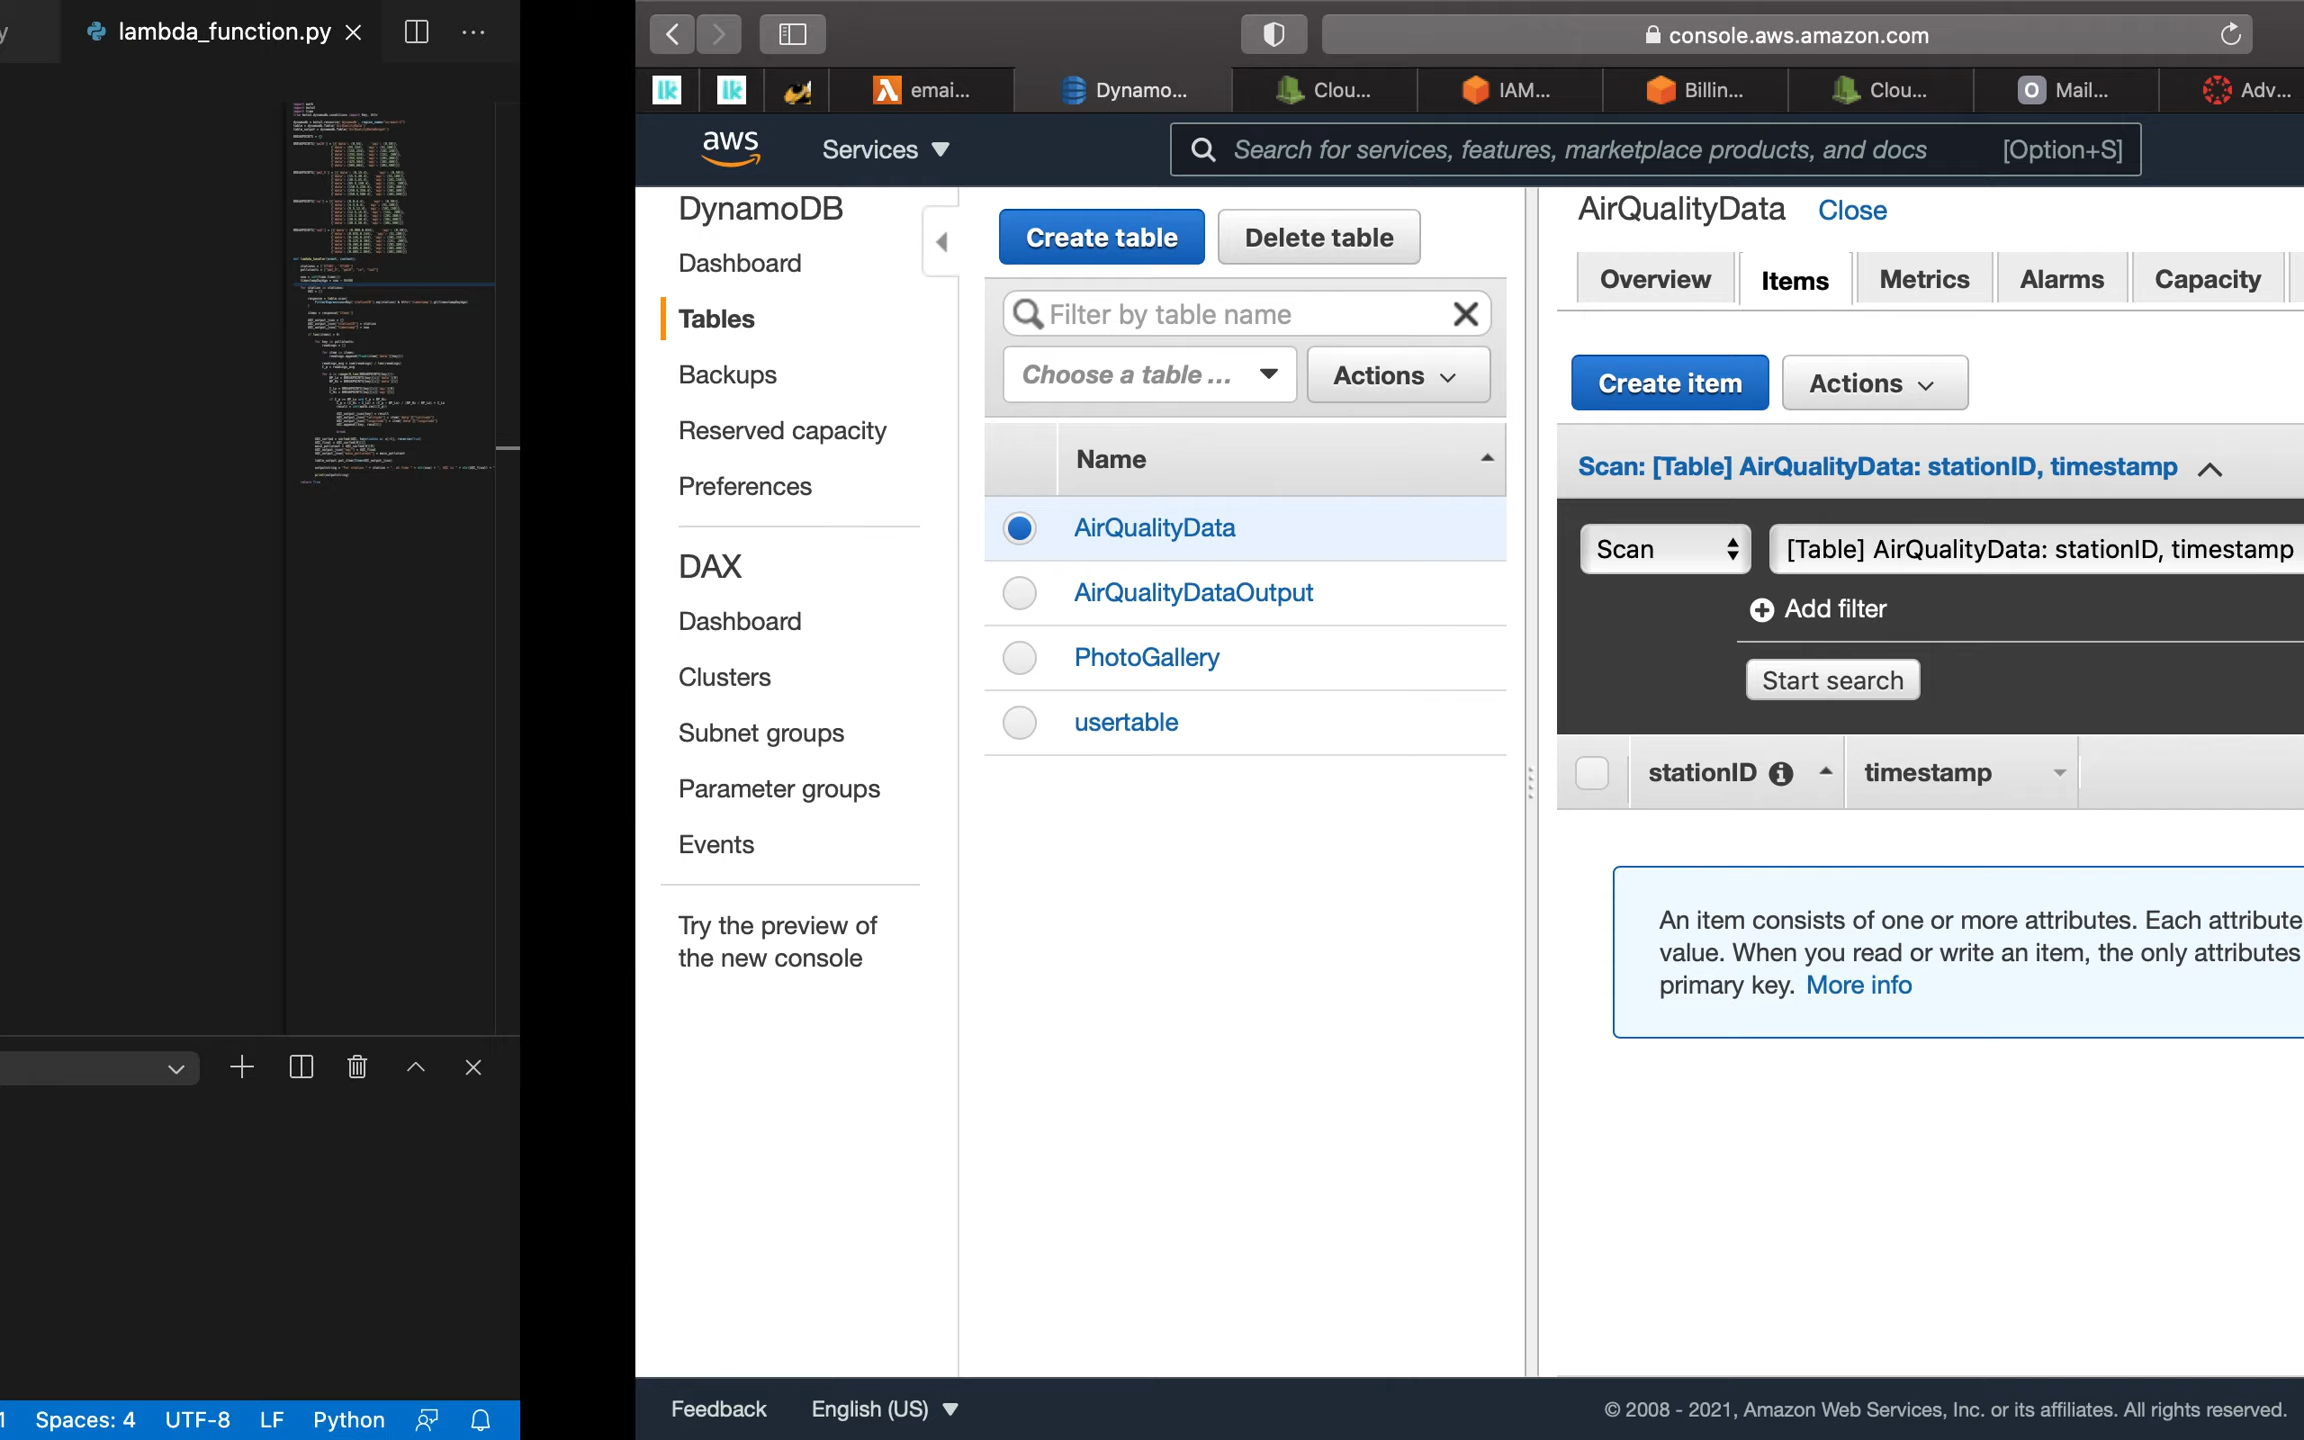 lambda_function.py
Spaces: 4 UTF-8 LF Python
console.aws.amazon.com
emai... Dynamo... Clou... IAM... Billin... Clou... Mail... Adv...
aws Services Search for services, features, marketplace products, and docs [Option+S]
DynamoDB
Dashboard
Tables
Backups
Reserved capacity
Preferences
DAX
Dashboard
Clusters
Subnet groups
Parameter groups
Events
Try the preview of
the new console
Create table Delete table
Filter by table name
Choose a table ... Actions
Name
AirQualityData
AirQualityDataOutput
PhotoGallery
usertable
AirQualityData Close
Overview Items Metrics Alarms Capacity
Create item Actions
Scan: [Table] AirQualityData: stationID, timestamp
Scan [Table] AirQualityData: stationID, timestamp
Add filter
Start search
stationID timestamp
An item consists of one or more attributes. Each attribute
value. When you read or write an item, the only attributes
primary key. More info
Feedback English (US) © 2008 - 2021, Amazon Web Services, Inc. or its affiliates. All rights reserved.